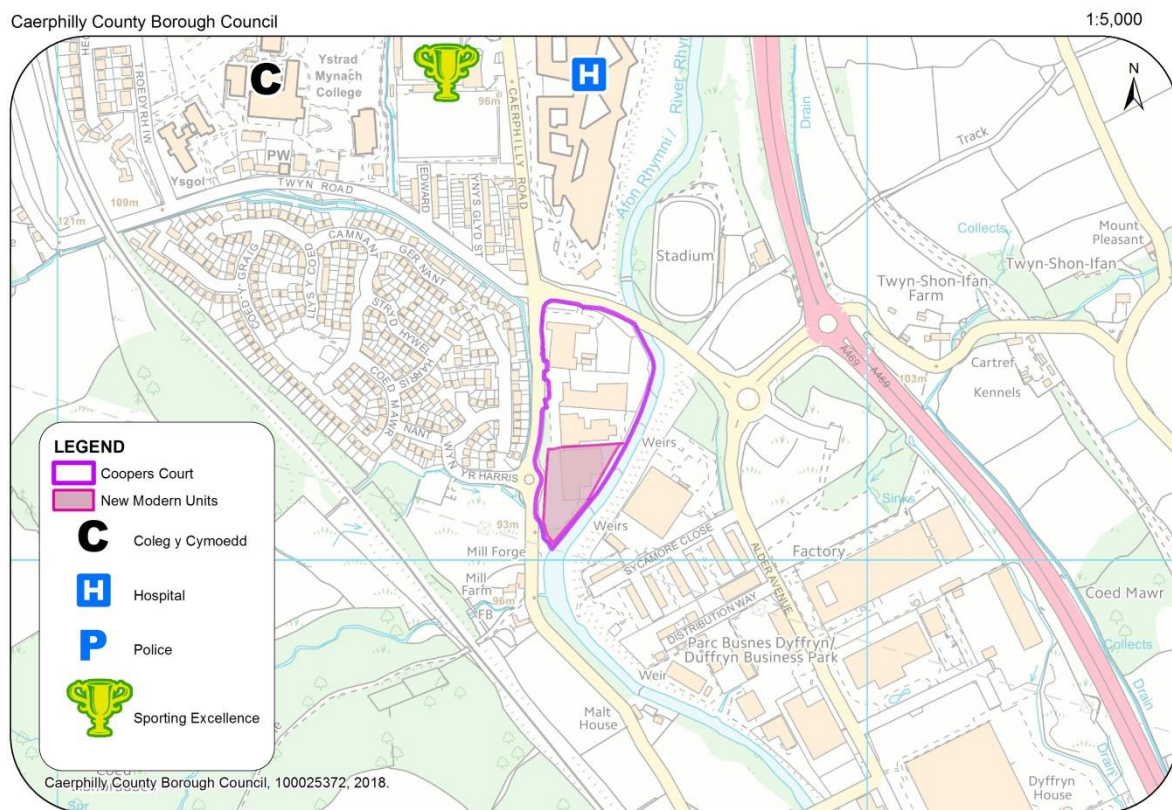 Caerphilly County Borough Council
1:5,000
N
TROEDYRHIW
Ystrad
Mynach
College
C
96m
CAERPHILLY ROAD
H
Afon Rhymni / River Rhym
Drain
Track
Ysgol
PW
109m
121m
TWYN ROAD
EDWARD
YNYS GLYD ST
Stadium
Collects
Mount
Pleasant
Twyn-Shon-Ifan
Twyn-Shon-Ifan
Farm
CAMNANT
GER NANT
COED Y GRAIG
ALLT Y COED
STRYD HYWEL HARRIS
COED MAWR
NANT TWYN
YR HARRIS
A469
A469
103m
Cartref
Kennels
Weirs
Sinks
93m
Weirs
Mill Forge
Mill
Farm
96m
FB
SYCAMORE CLOSE
DISTRIBUTION WAY
ALDER AVENUE
Factory
Coed Mawr
Parc Busnes Dyffryn/
Duffryn Business Park
Weir
Malt
House
Collects
Drain
Drain
Dyffryn
House
LEGEND
Coopers Court
New Modern Units
C Coleg y Cymoedd
H Hospital
P Police
Sporting Excellence
Caerphilly County Borough Council, 100025372, 2018.
Spr